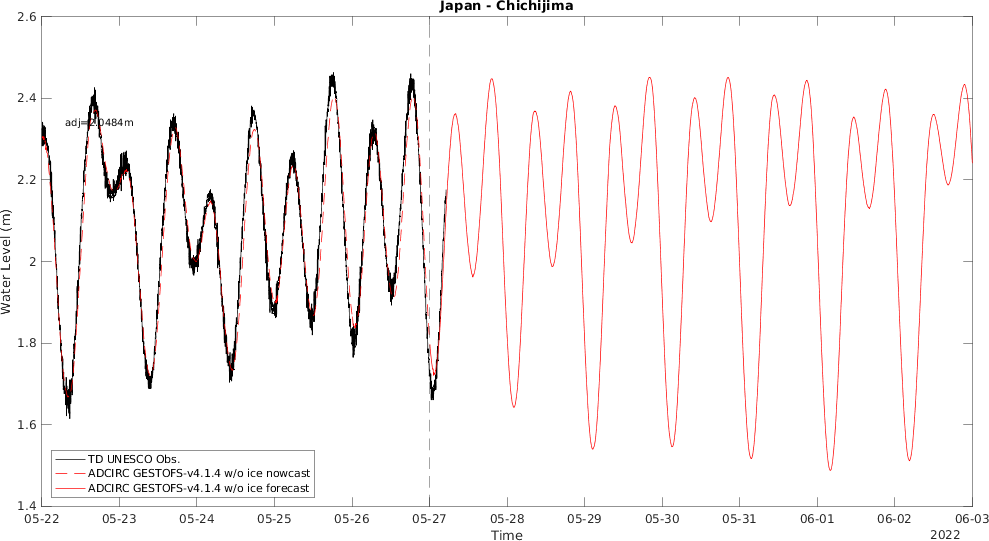 Japan - Chichijima
2.6
2.4
2.2
2
1.8
1.6
1.4
Water Level (m)
adj=2.0484m
TD UNESCO Obs.
ADCIRC GESTOFS-v4.1.4 w/o ice nowcast
ADCIRC GESTOFS-v4.1.4 w/o ice forecast
05-22 05-23 05-24 05-25 05-26 05-27 05-28 05-29 05-30 05-31 06-01 06-02 06-03
Time
2022